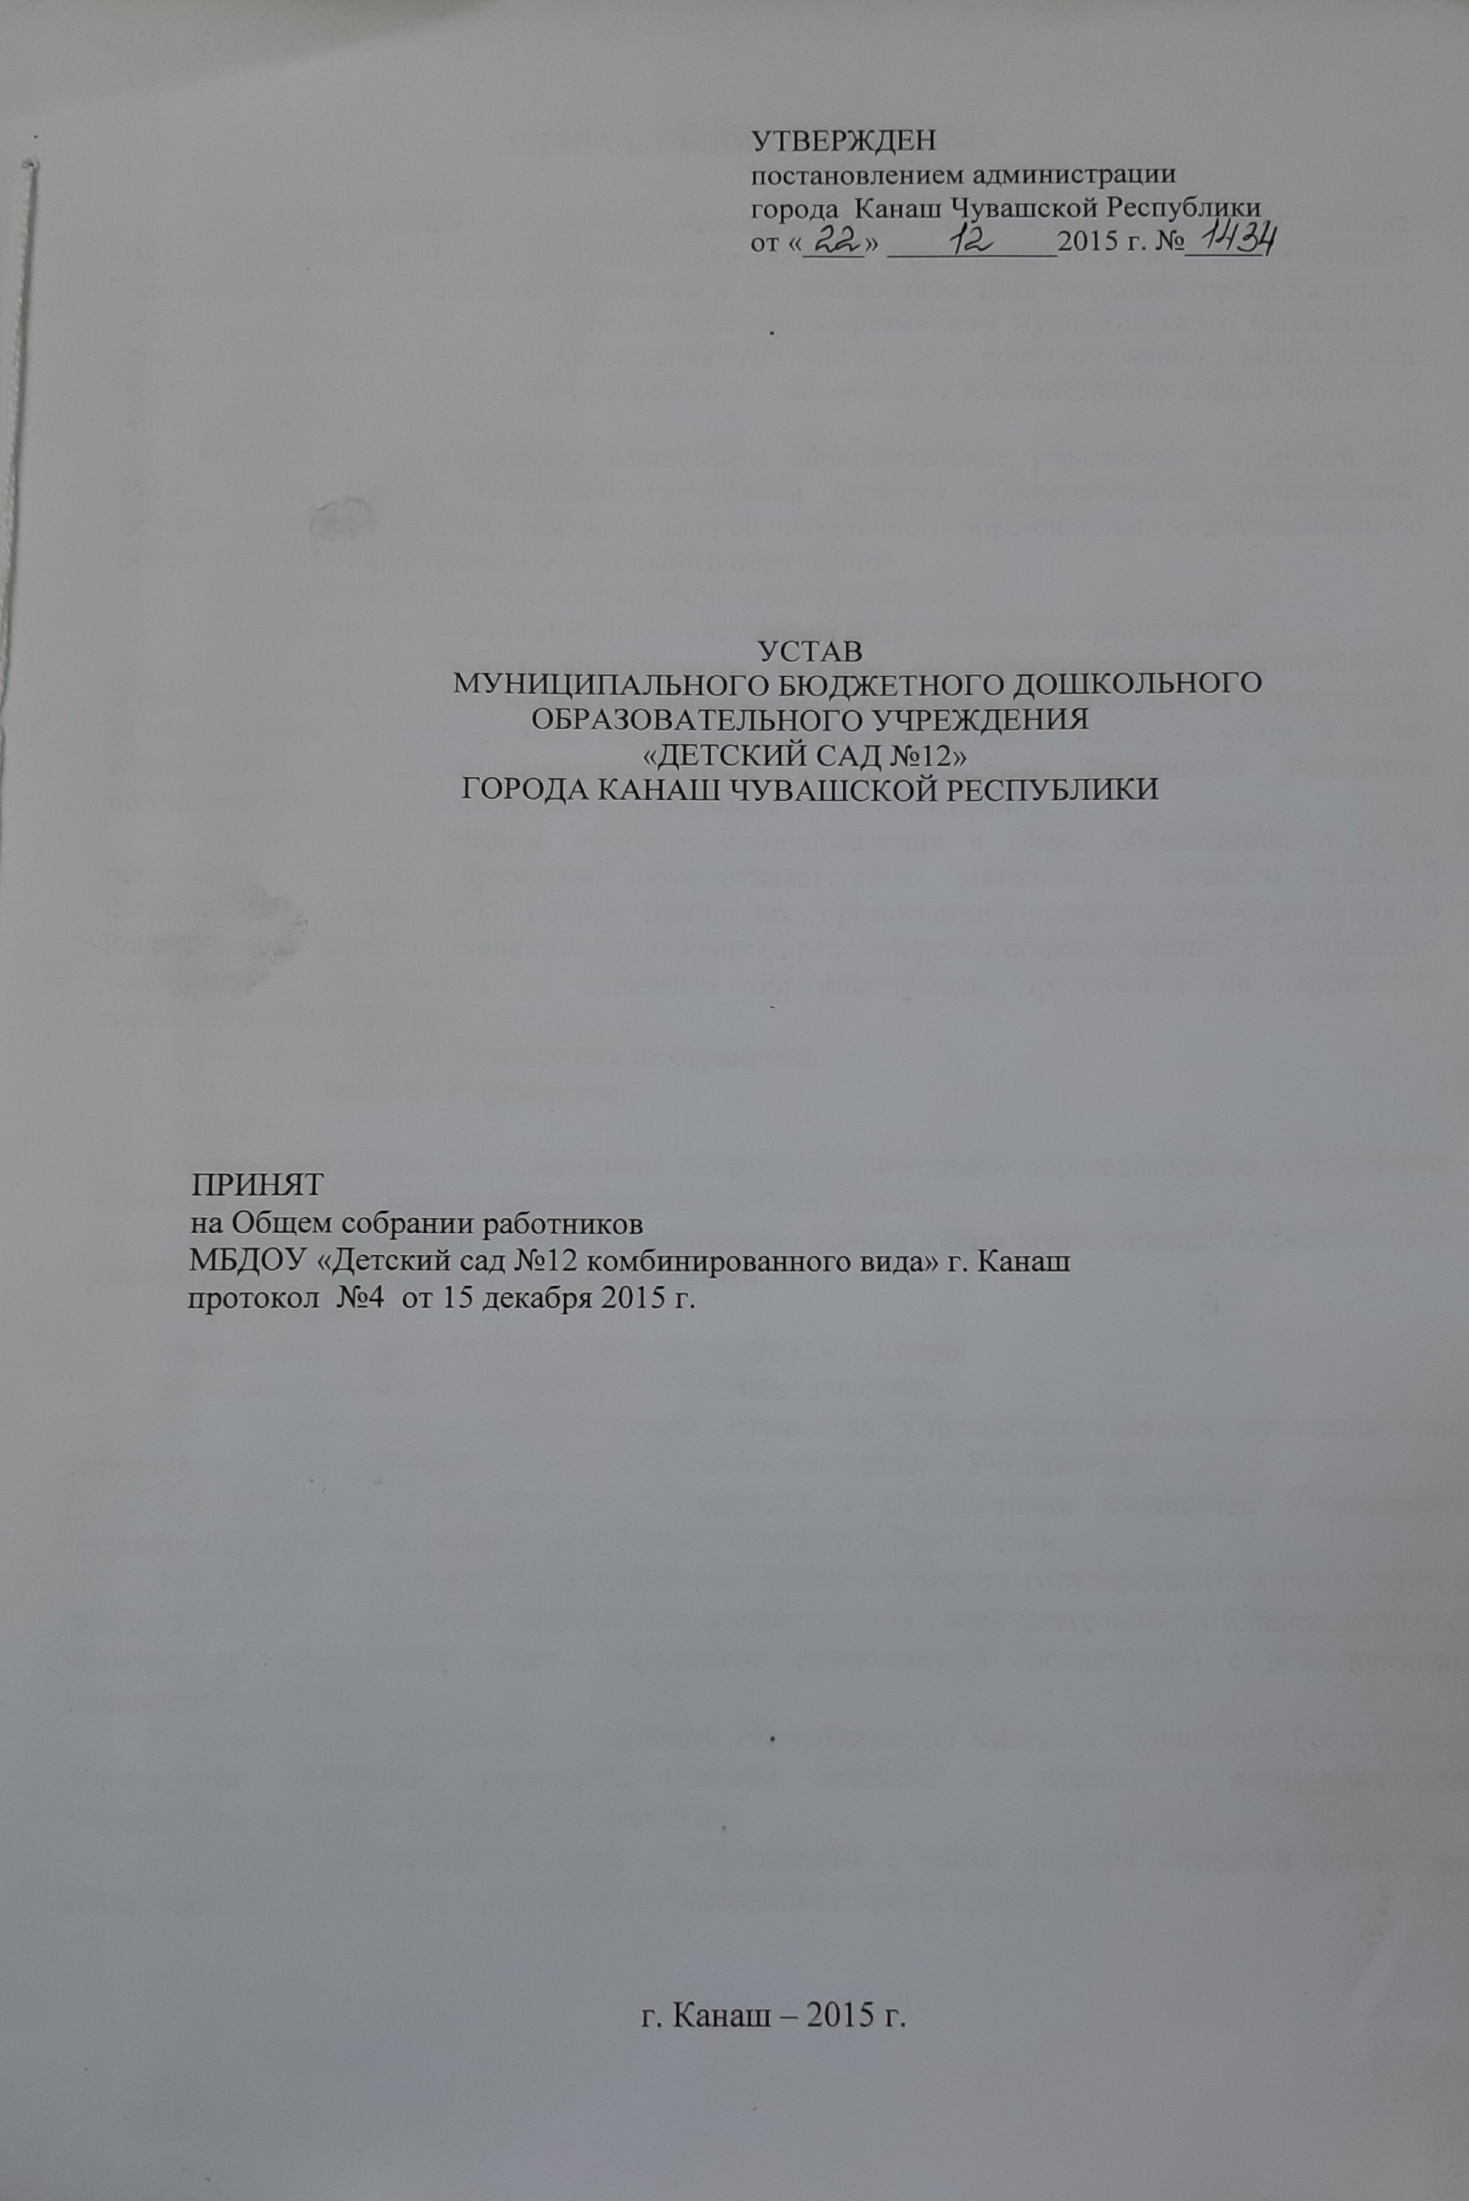 УТВЕРЖДЕН
постановлением администрации
города Канаш Чувашской Республики
от «22» 12 2015 г. № 1434
УСТАВ
МУНИЦИПАЛЬНОГО БЮДЖЕТНОГО ДОШКОЛЬНОГО
ОБРАЗОВАТЕЛЬНОГО УЧРЕЖДЕНИЯ
«ДЕТСКИЙ САД №12»
ГОРОДА КАНАШ ЧУВАШСКОЙ РЕСПУБЛИКИ
ПРИНЯТ
на Общем собрании работников
МБДОУ «Детский сад №12 комбинированного вида» г. Канаш
протокол №4 от 15 декабря 2015 г.
г. Канаш – 2015 г.